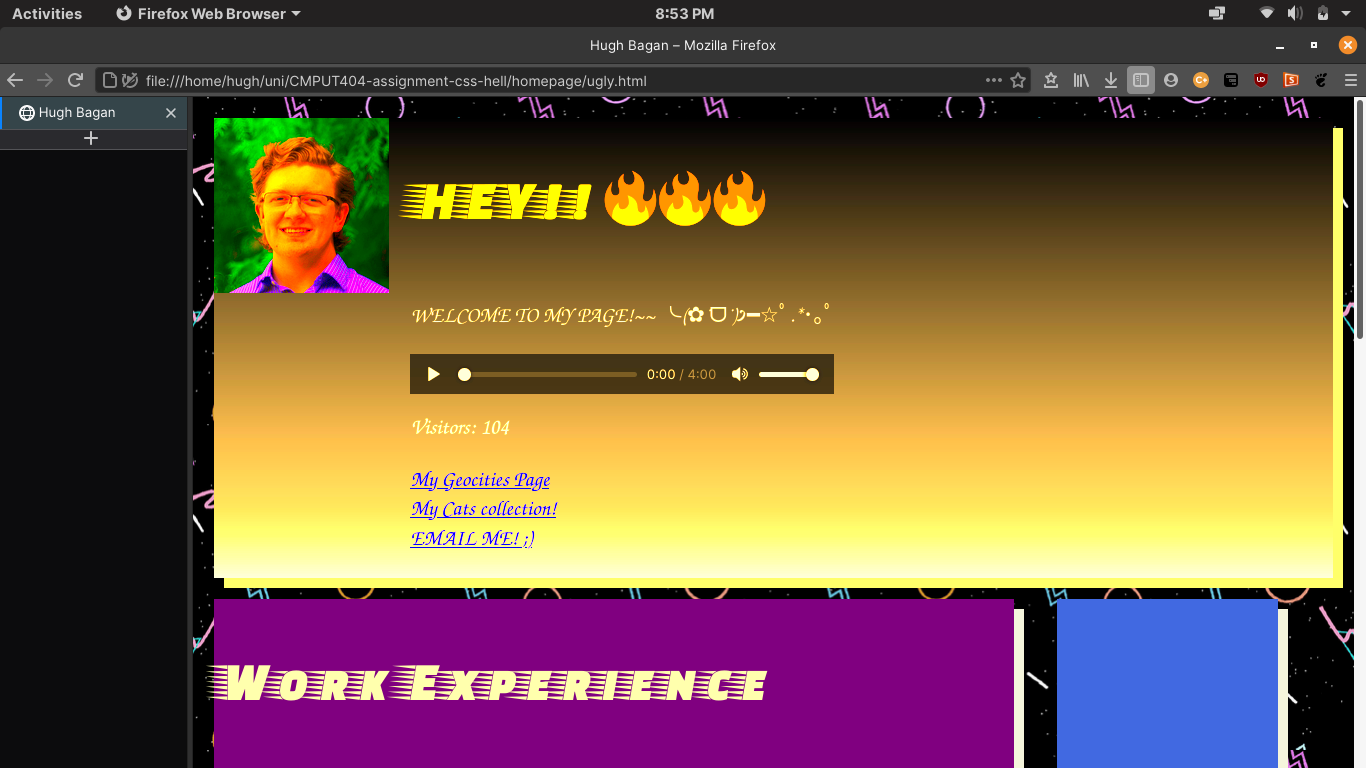 Activities
Firefox Web Browser
8:53 PM
Hugh Bagan – Mozilla Firefox
file:///home/hugh/uni/CMPUT404-assignment-css-hell/homepage/ugly.html
Hugh Bagan
HEY!! 🔥🔥🔥
WELCOME TO MY PAGE!~~ ╰(✿˙ᗜ˙)੭━☆ﾟ.*･｡ﾟ
0:00 / 4:00
Visitors: 104
My Geocities Page
My Cats collection!
EMAIL ME! ;)
Work Experience